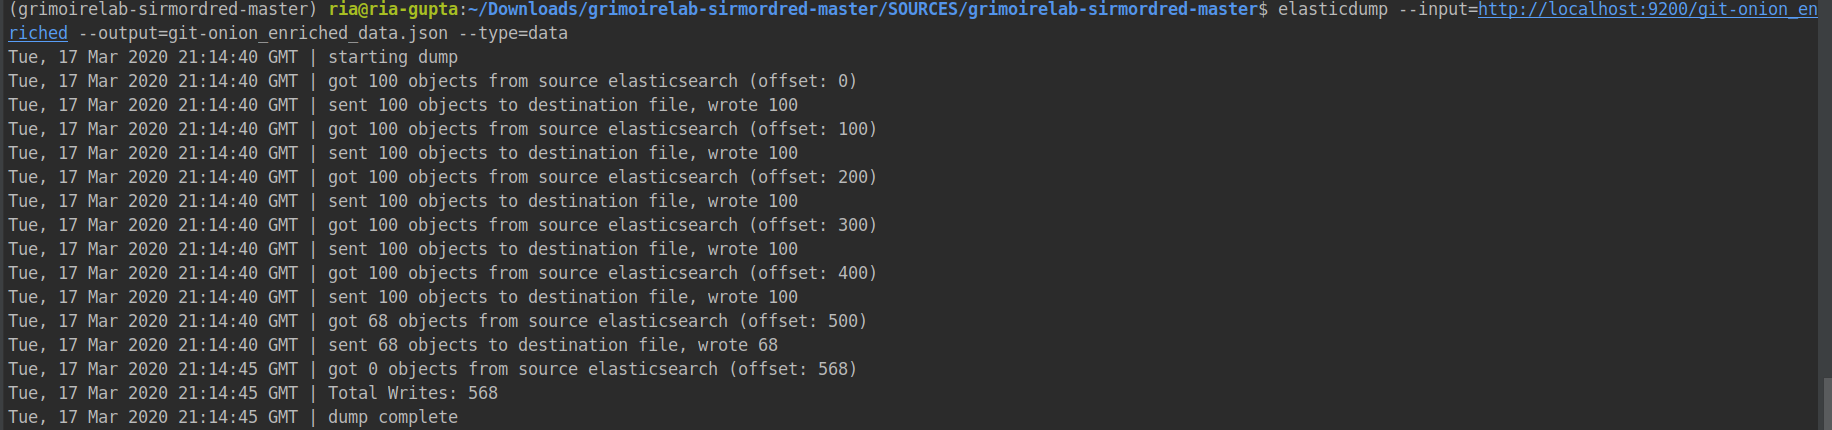 (grimoirelab-sirmordred-master) ria@ria-gupta:~/Downloads/grimoirelab-sirmordred-master/SOURCES/grimoirelab-sirmordred-master$ elasticdump --input=http://localhost:9200/git-onion_en
riched --output=git-onion_enriched_data.json --type=data
Tue, 17 Mar 2020 21:14:40 GMT | starting dump
Tue, 17 Mar 2020 21:14:40 GMT | got 100 objects from source elasticsearch (offset: 0)
Tue, 17 Mar 2020 21:14:40 GMT | sent 100 objects to destination file, wrote 100
Tue, 17 Mar 2020 21:14:40 GMT | got 100 objects from source elasticsearch (offset: 100)
Tue, 17 Mar 2020 21:14:40 GMT | sent 100 objects to destination file, wrote 100
Tue, 17 Mar 2020 21:14:40 GMT | got 100 objects from source elasticsearch (offset: 200)
Tue, 17 Mar 2020 21:14:40 GMT | sent 100 objects to destination file, wrote 100
Tue, 17 Mar 2020 21:14:40 GMT | got 100 objects from source elasticsearch (offset: 300)
Tue, 17 Mar 2020 21:14:40 GMT | sent 100 objects to destination file, wrote 100
Tue, 17 Mar 2020 21:14:40 GMT | got 100 objects from source elasticsearch (offset: 400)
Tue, 17 Mar 2020 21:14:40 GMT | sent 100 objects to destination file, wrote 100
Tue, 17 Mar 2020 21:14:40 GMT | got 68 objects from source elasticsearch (offset: 500)
Tue, 17 Mar 2020 21:14:40 GMT | sent 68 objects to destination file, wrote 68
Tue, 17 Mar 2020 21:14:45 GMT | got 0 objects from source elasticsearch (offset: 568)
Tue, 17 Mar 2020 21:14:45 GMT | Total Writes: 568
Tue, 17 Mar 2020 21:14:45 GMT | dump complete